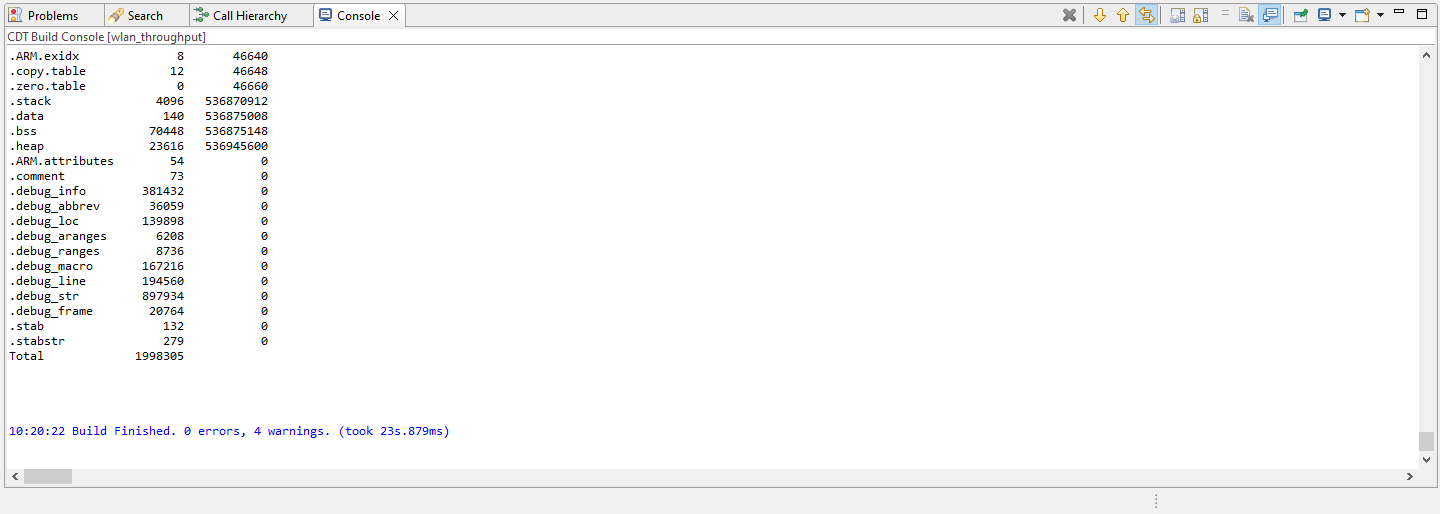 Problems Search Call Hierarchy Console
CDT Build Console [wlan_throughput]
.ARM.exidx 8 46640
.copy.table 12 46648
.zero.table 0 46660
.stack 4096 536870912
.data 140 536875008
.bss 70448 536875148
.heap 23616 536945600
.ARM.attributes 54 0
.comment 73 0
.debug_info 381432 0
.debug_abbrev 36059 0
.debug_loc 139898 0
.debug_aranges 6208 0
.debug_ranges 8736 0
.debug_macro 167216 0
.debug_line 194560 0
.debug_str 897934 0
.debug_frame 20764 0
.stab 132 0
.stabstr 279 0
Total 1998305
10:20:22 Build Finished. 0 errors, 4 warnings. (took 23s.879ms)